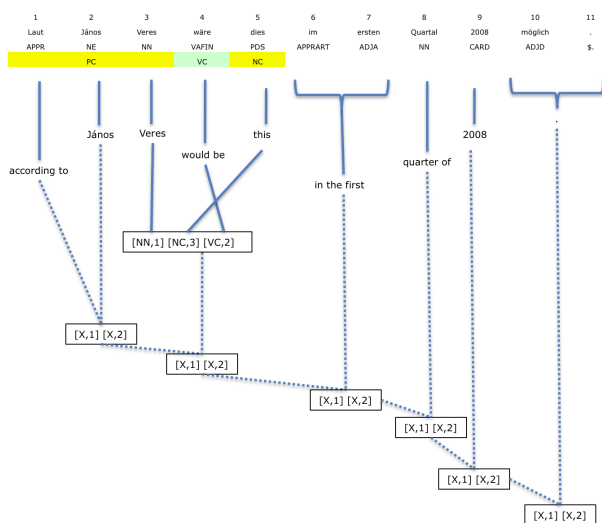 1 2 3 4 5 6 7 8 9 10 11
Laut János Veres wäre dies im ersten Quartal 2008 möglich .
APPR NE NN VAFIN PDS APPRART ADJA NN CARD ADJD $.
PC VC NC
János Veres this 2008 .
would be
quarter of
according to
in the first
[NN,1] [NC,3] [VC,2]
[X,1] [X,2]
[X,1] [X,2]
[X,1] [X,2]
[X,1] [X,2]
[X,1] [X,2]
[X,1] [X,2]